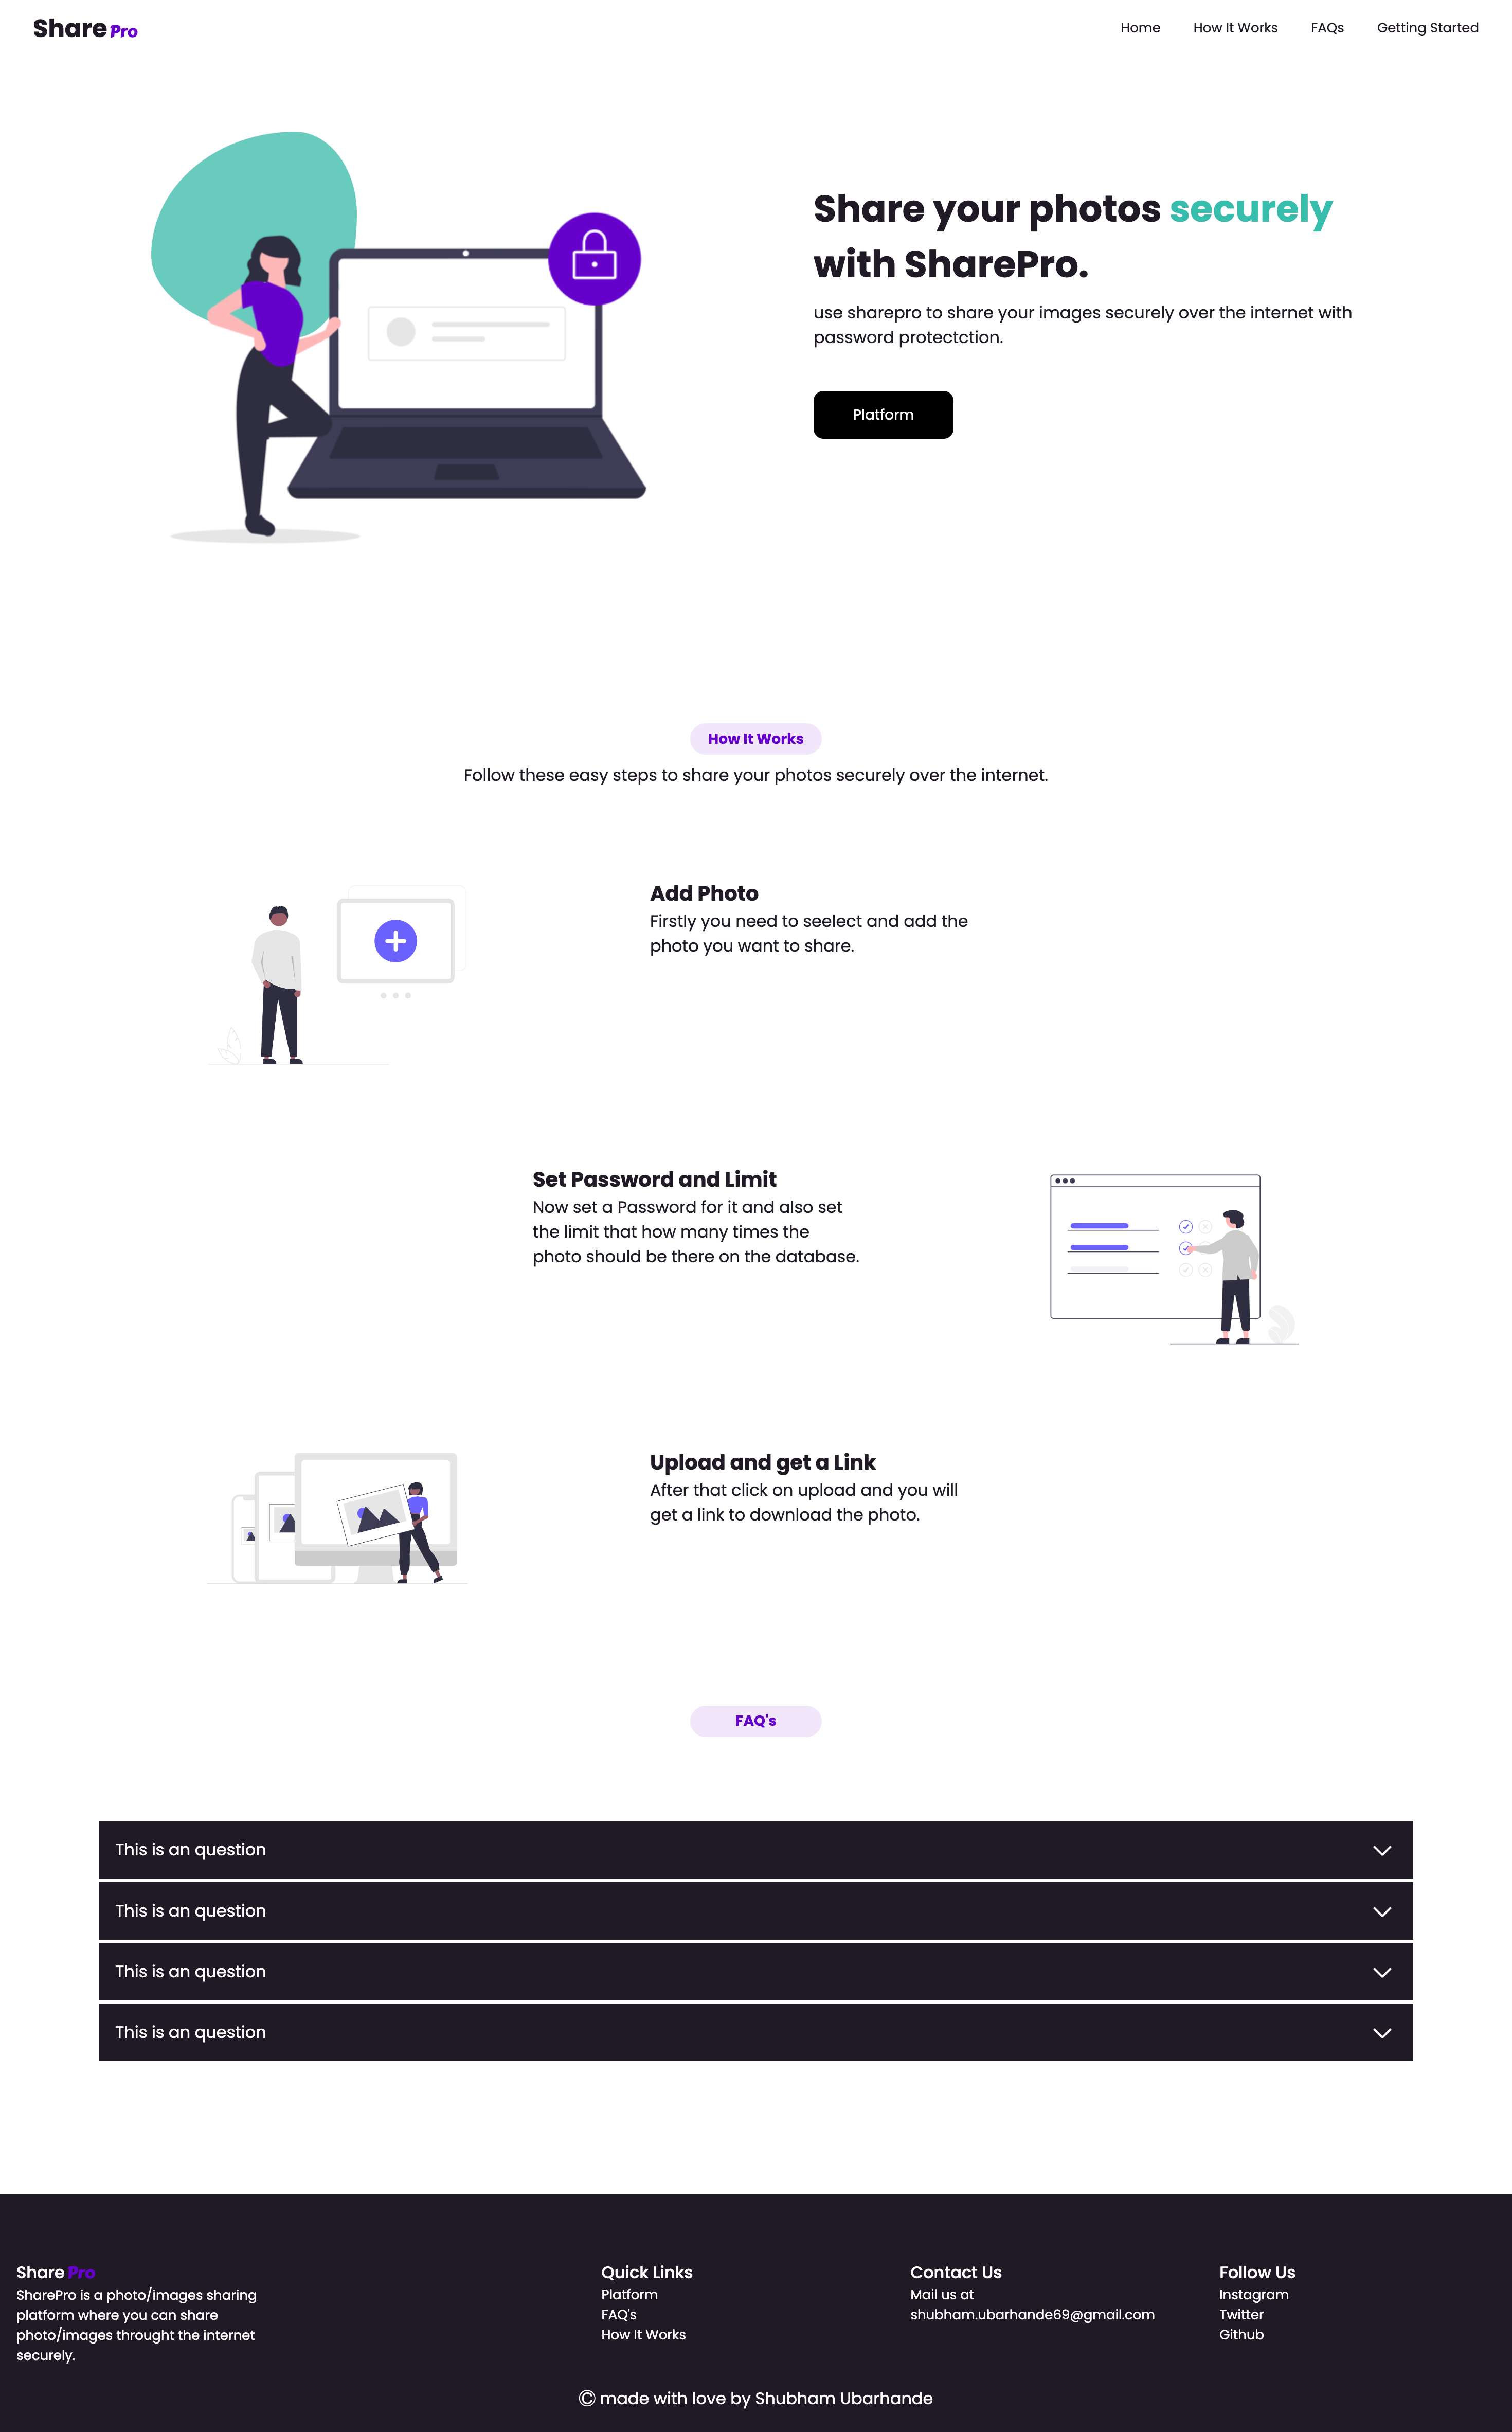 Share Pro
Home How It Works FAQs Getting Started
Share your photos securely
with SharePro.
use sharepro to share your images securely over the internet with
password protectction.
Platform
How It Works
Follow these easy steps to share your photos securely over the internet.
Add Photo
Firstly you need to seelect and add the
photo you want to share.
Set Password and Limit
Now set a Password for it and also set
the limit that how many times the
photo should be there on the database.
Upload and get a Link
After that click on upload and you will
get a link to download the photo.
FAQ's
This is an question
This is an question
This is an question
This is an question
Share Pro
SharePro is a photo/images sharing
platform where you can share
photo/images throught the internet
securely.
Quick Links
Platform
FAQ's
How It Works
Contact Us
Mail us at
shubham.ubarhande69@gmail.com
Follow Us
Instagram
Twitter
Github
© made with love by Shubham Ubarhande